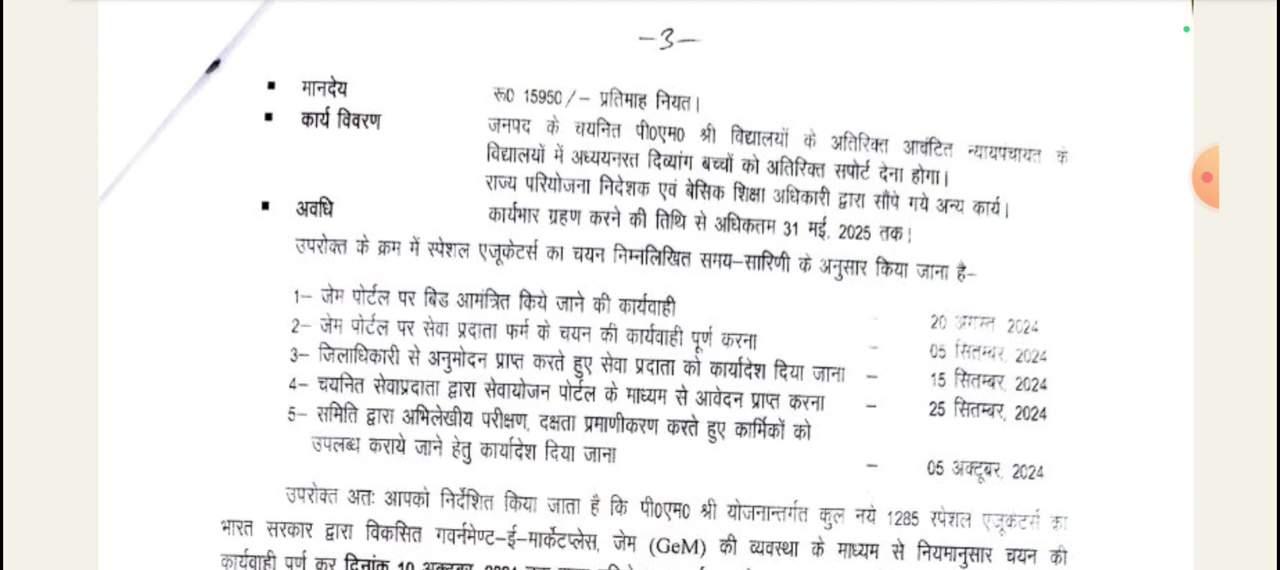 -3-
▪ मानदेय रू0 15950/- प्रतिमाह नियत।
▪ कार्य विवरण जनपद के चयनित पी0एम0 श्री विद्यालयों के अतिरिक्त आवंटित न्यायपंचायत के
विद्यालयों में अध्ययनरत दिव्यांग बच्चों को अतिरिक्त सपोर्ट देना होगा।
राज्य परियोजना निदेशक एवं बेसिक शिक्षा अधिकारी द्वारा सौंपे गये अन्य कार्य।
▪ अवधि कार्यभार ग्रहण करने की तिथि से अधिकतम 31 मई, 2025 तक।
उपरोक्त के क्रम में स्पेशल एजूकेटर्स का चयन निम्नलिखित समय-सारिणी के अनुसार किया जाना है-
1- जेम पोर्टल पर बिड आमंत्रित किये जाने की कार्यवाही - 20 अगस्त 2024
2- जेम पोर्टल पर सेवा प्रदाता फर्म के चयन की कार्यवाही पूर्ण करना - 05 सितम्बर, 2024
3- जिलाधिकारी से अनुमोदन प्राप्त करते हुए सेवा प्रदाता को कार्यादेश दिया जाना - 15 सितम्बर, 2024
4- चयनित सेवाप्रदाता द्वारा सेवायोजन पोर्टल के माध्यम से आवेदन प्राप्त करना - 25 सितम्बर, 2024
5- समिति द्वारा अभिलेखीय परीक्षण, दक्षता प्रमाणीकरण करते हुए कार्मिकों को
उपलब्ध कराये जाने हेतु कार्यादेश दिया जाना - 05 अक्टूबर, 2024
उपरोक्त अतः आपको निर्देशित किया जाता है कि पी0एम0 श्री योजनान्तर्गत कुल नये 1285 स्पेशल एजूकेटर्स का
भारत सरकार द्वारा विकसित गवर्नमेण्ट-ई-मार्केटप्लेस, जेम (GeM) की व्यवस्था के माध्यम से नियमानुसार चयन की
कार्यवाही पूर्ण कर दिनांक 10 अक्टूबर, 2024